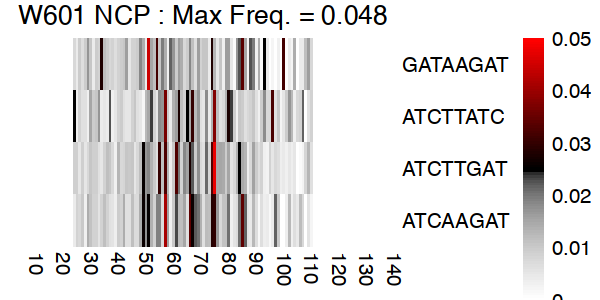 W601 NCP : Max Freq. = 0.048
GATAAGAT
ATCTTATC
ATCTTGAT
ATCAAGAT
10 20 30 40 50 60 70 80 90 100 110 120 130 140
0.05
0.04
0.03
0.02
0.01